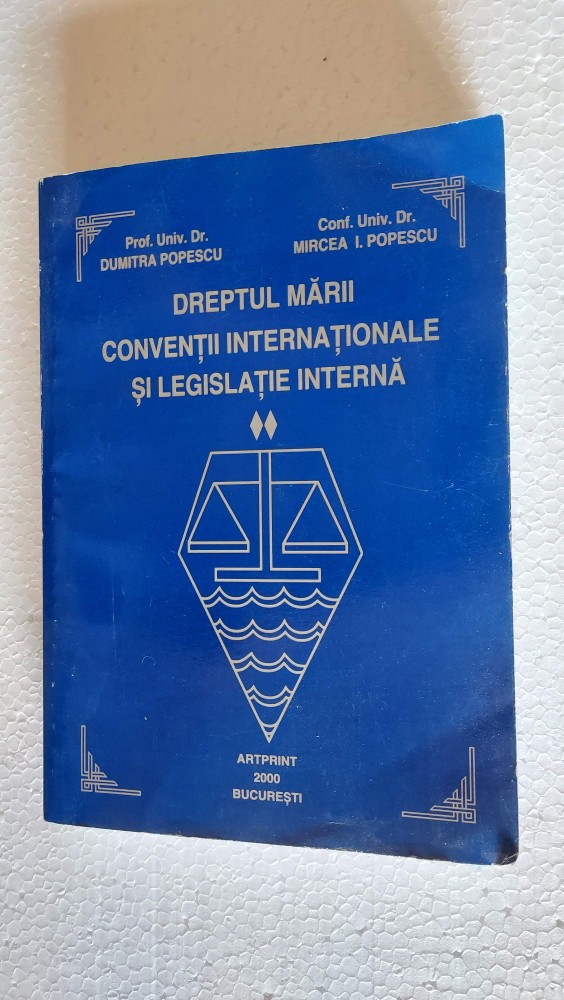 Prof. Univ. Dr.
DUMITRA POPESCU
Conf. Univ. Dr.
MIRCEA I. POPESCU
DREPTUL MĂRII
CONVENȚII INTERNAȚIONALE
ȘI LEGISLAȚIE INTERNĂ
ARTPRINT
2000
BUCUREȘTI